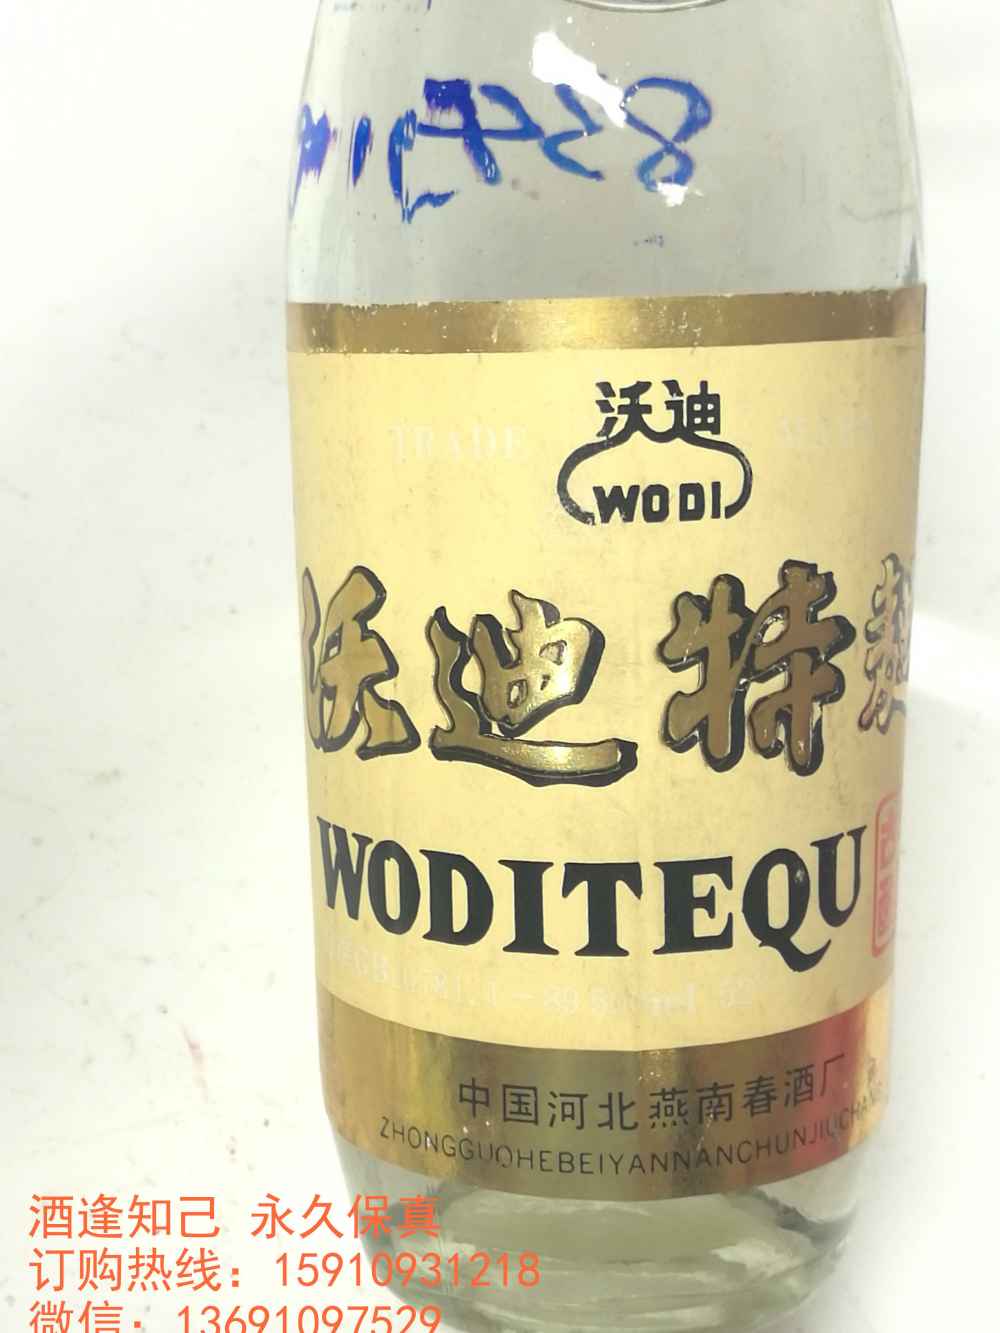 沃迪
TRADE
WODI
沃迪特
WODITEQU
中国河北燕南春酒厂
ZHONGGUOHEBEIYANNANCHUNJIUCHANG
酒逢知己 永久保真
订购热线：15910931218
微信：13691097529